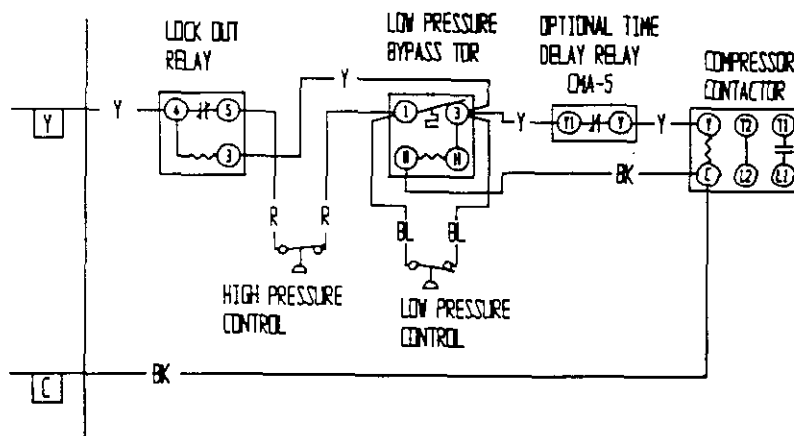 LOCK OUT
RELAY
LOW PRESSURE
BYPASS TDR
OPTIONAL TIME
DELAY RELAY
CMA-5
COMPRESSOR
CONTACTOR
Y
Y
4
5
3
Y
1
3
Y
Y1
Y
Y
Y
T2
T1
C
L2
L1
BK
R
R
BL
BL
HIGH PRESSURE
CONTROL
LOW PRESSURE
CONTROL
C
BK